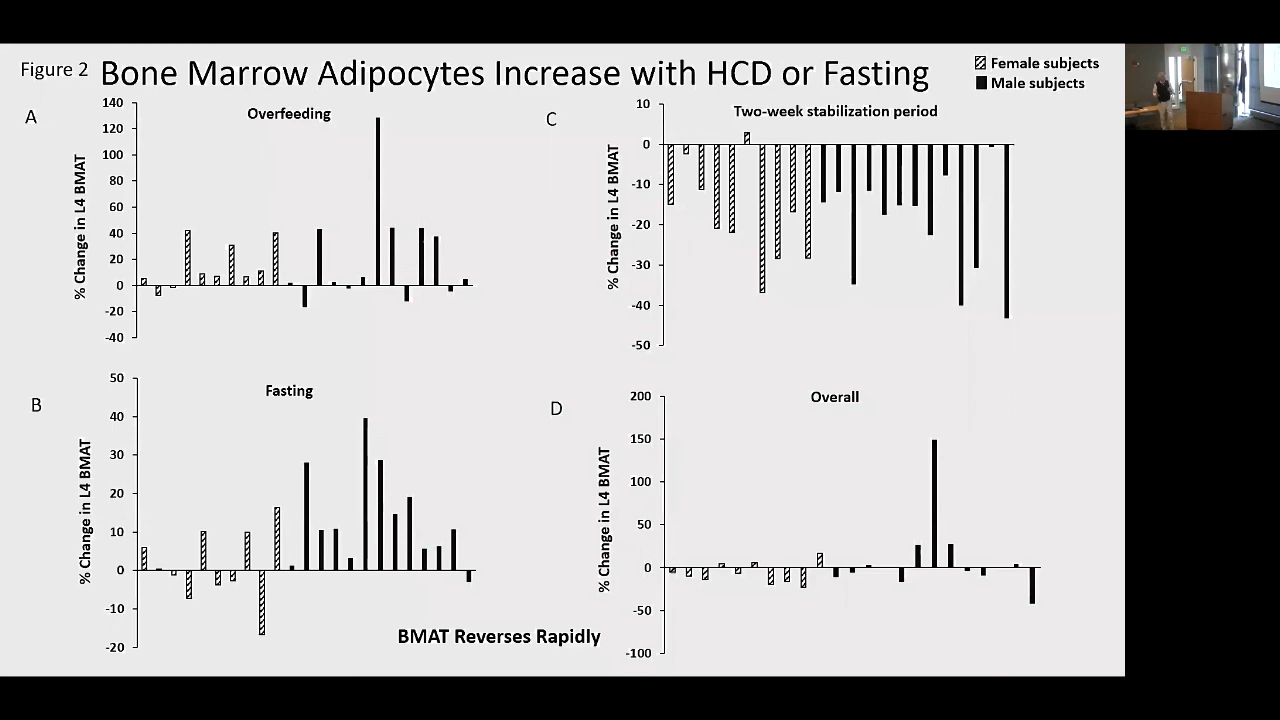 Figure 2 Bone Marrow Adipocytes Increase with HCD or Fasting
Female subjects
Male subjects
A
Overfeeding
% Change in L4 BMAT
140
120
100
80
60
40
20
0
-20
-40
C
Two-week stabilization period
% Change in L4 BMAT
10
0
-10
-20
-30
-40
-50
B
Fasting
% Change in L4 BMAT
50
40
30
20
10
0
-10
-20
D
Overall
% Change in L4 BMAT
200
150
100
50
0
-50
-100
BMAT Reverses Rapidly